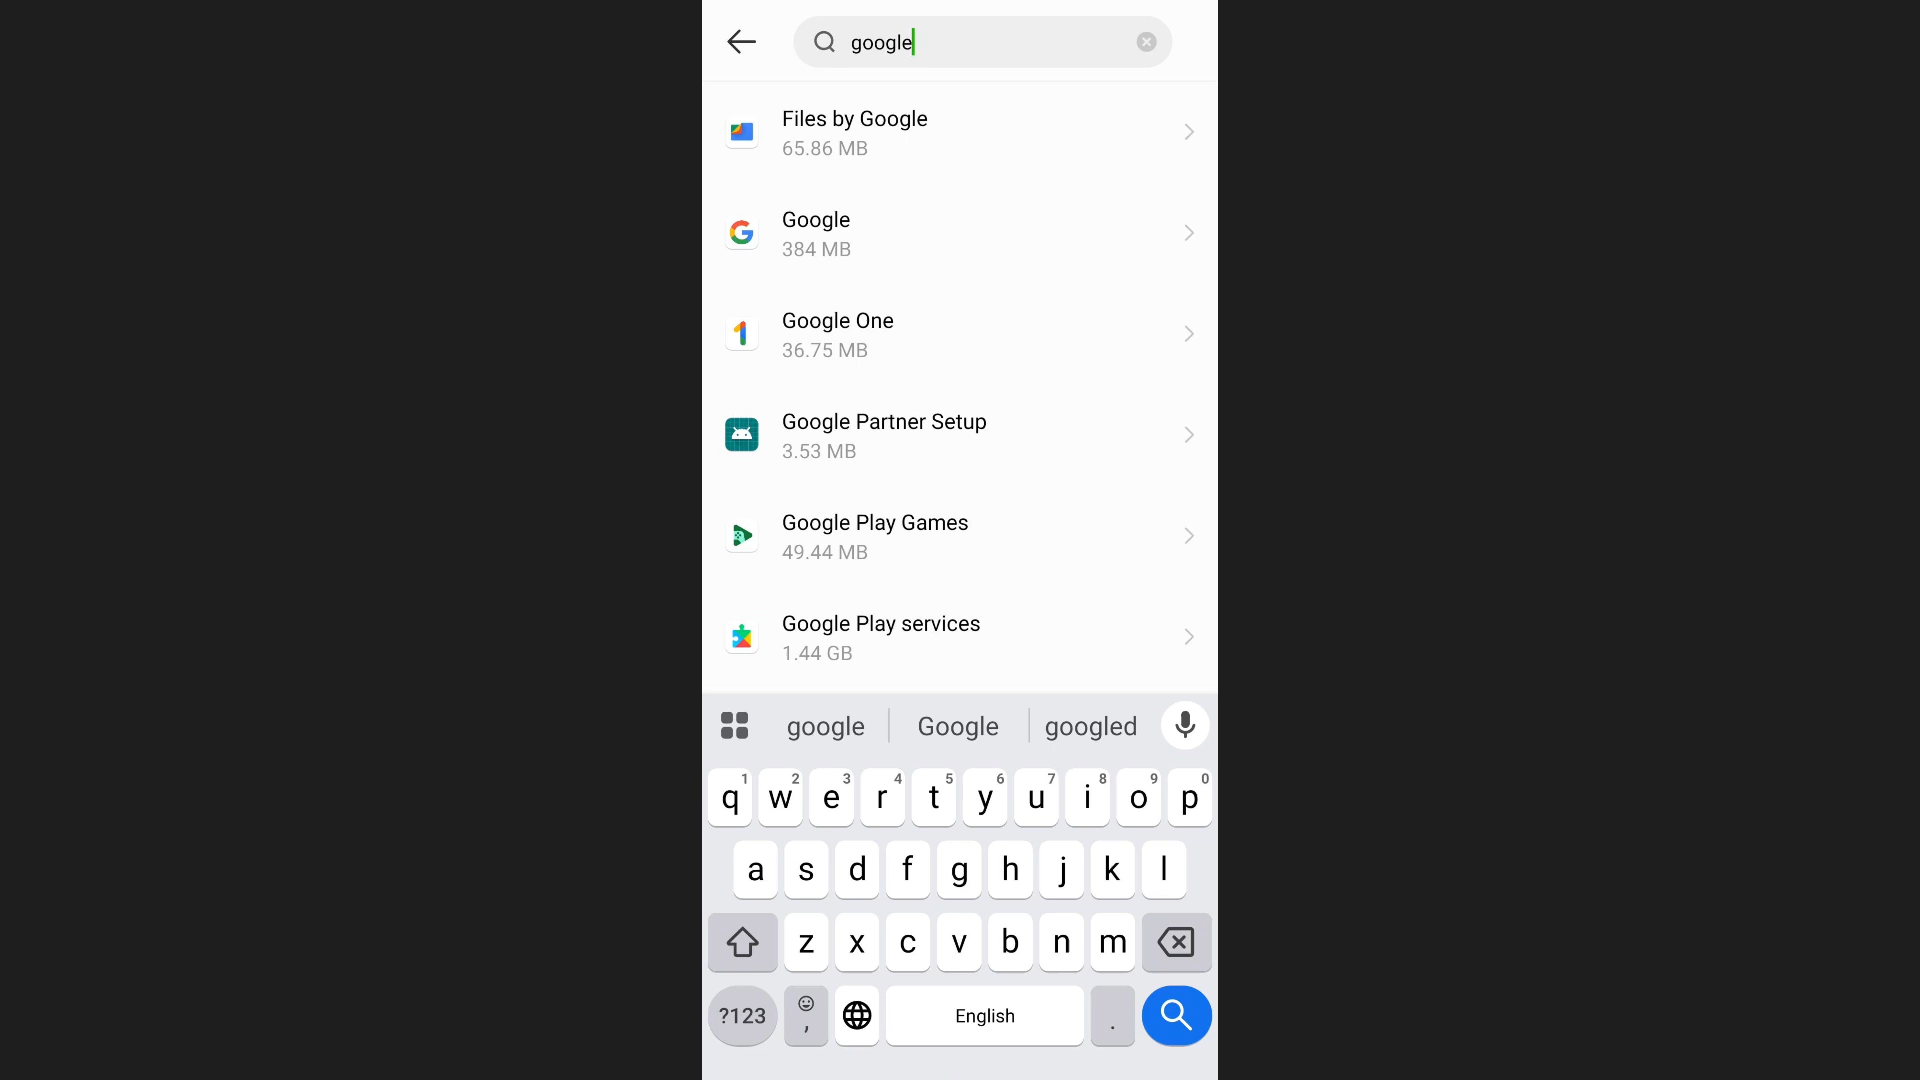 google
Files by Google
65.86 MB
Google
384 MB
Google One
36.75 MB
Google Partner Setup
3.53 MB
Google Play Games
49.44 MB
Google Play services
1.44 GB
google Google googled
1 2 3 4 5 6 7 8 9 0
q w e r t y u i o p
a s d f g h j k l
z x c v b n m
?123 , English .